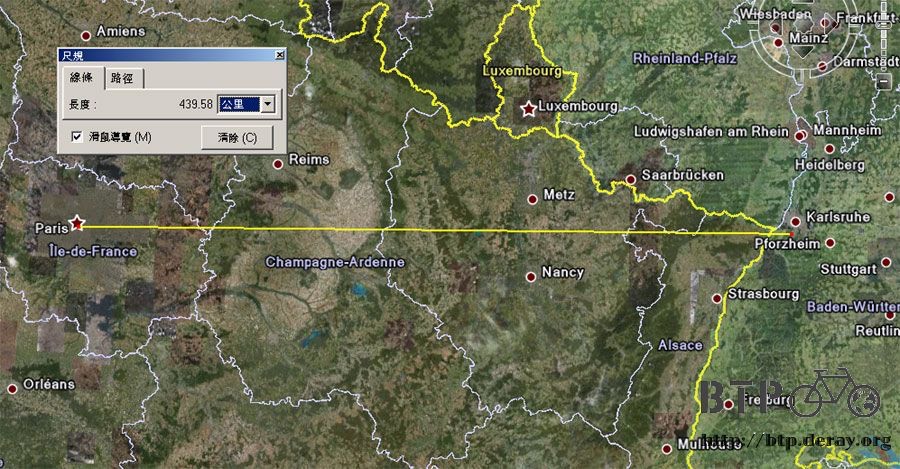 Amiens
Wiesbaden
Frankfurt-
Mainz
Rheinland-Pfalz
Darmstadt
尺規
線條
路徑
長度：
439.58
公里
滑鼠導覽 (M)
清除 (C)
Luxembourg
Luxembourg
Ludwigshafen am Rhein
Mannheim
Heidelberg
Reims
Saarbrücken
Metz
Paris
Karlsruhe
Île-de-France
Pforzheim
Champagne-Ardenne
Nancy
Stuttgart
Strasbourg
Baden-Württem
Reutlin
Alsace
Orléans
BTP
Freiburg
Mulhouse
http://btp.deray.org